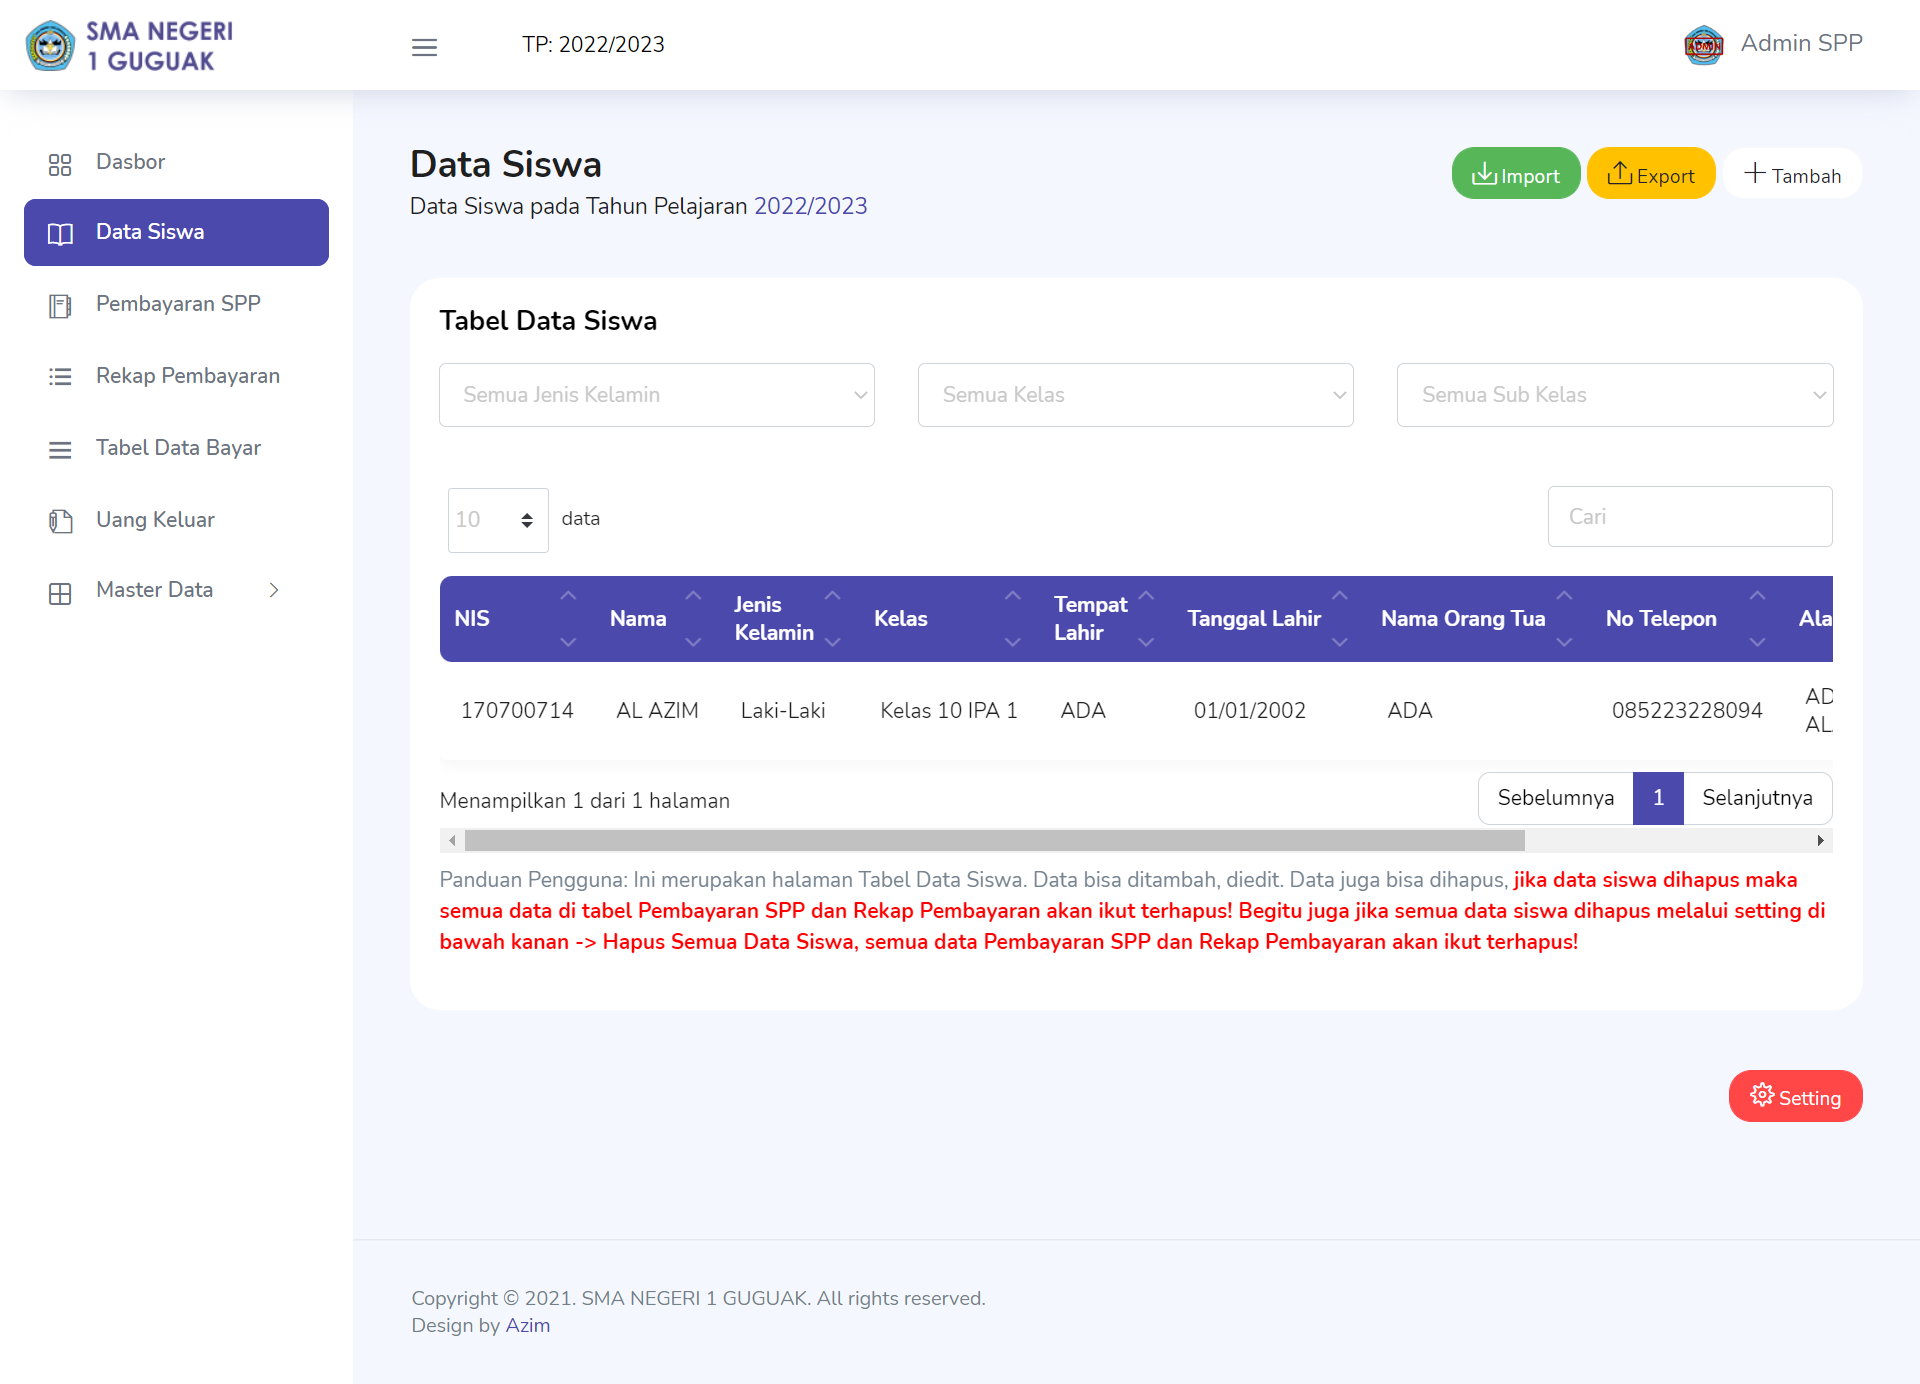 SMA NEGERI
1 GUGUAK
TP: 2022/2023
ADMIN
Admin SPP
Dasbor
Data Siswa
Pembayaran SPP
Rekap Pembayaran
Tabel Data Bayar
Uang Keluar
Master Data
Data Siswa
Data Siswa pada Tahun Pelajaran 2022/2023
Import
Export
Tambah
Tabel Data Siswa
Semua Jenis Kelamin
Semua Kelas
Semua Sub Kelas
10 data
Cari
NIS Nama Jenis Kelamin Kelas Tempat Lahir Tanggal Lahir Nama Orang Tua No Telepon Ala
170700714 AL AZIM Laki-Laki Kelas 10 IPA 1 ADA 01/01/2002 ADA 085223228094 AD
AL
Menampilkan 1 dari 1 halaman
Sebelumnya 1 Selanjutnya
Panduan Pengguna: Ini merupakan halaman Tabel Data Siswa. Data bisa ditambah, diedit. Data juga bisa dihapus, jika data siswa dihapus maka
semua data di tabel Pembayaran SPP dan Rekap Pembayaran akan ikut terhapus! Begitu juga jika semua data siswa dihapus melalui setting di
bawah kanan -> Hapus Semua Data Siswa, semua data Pembayaran SPP dan Rekap Pembayaran akan ikut terhapus!
Setting
Copyright © 2021. SMA NEGERI 1 GUGUAK. All rights reserved.
Design by Azim